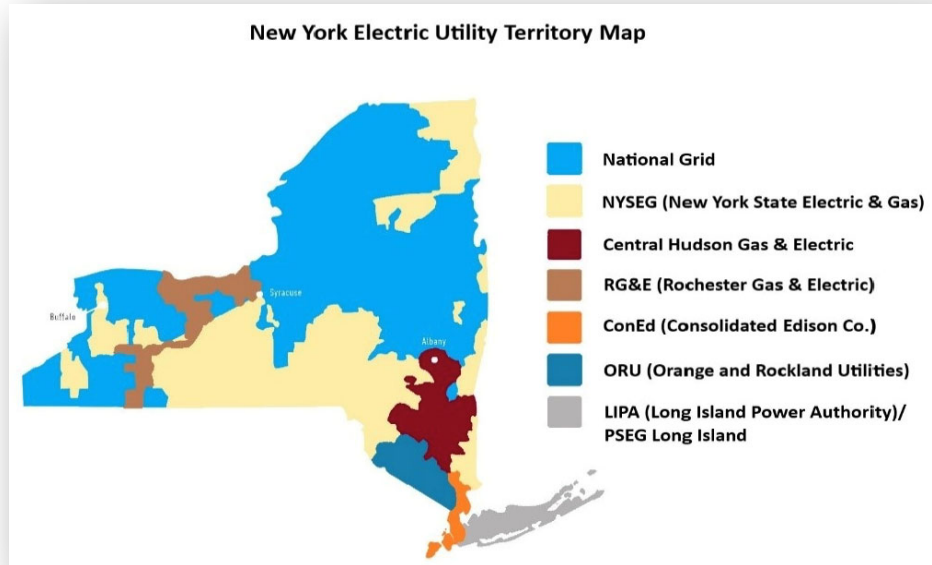 New York Electric Utility Territory Map
National Grid
NYSEG (New York State Electric & Gas)
Central Hudson Gas & Electric
RG&E (Rochester Gas & Electric)
Syracuse
Buffalo
ConEd (Consolidated Edison Co.)
Albany
ORU (Orange and Rockland Utilities)
LIPA (Long Island Power Authority)/
PSEG Long Island